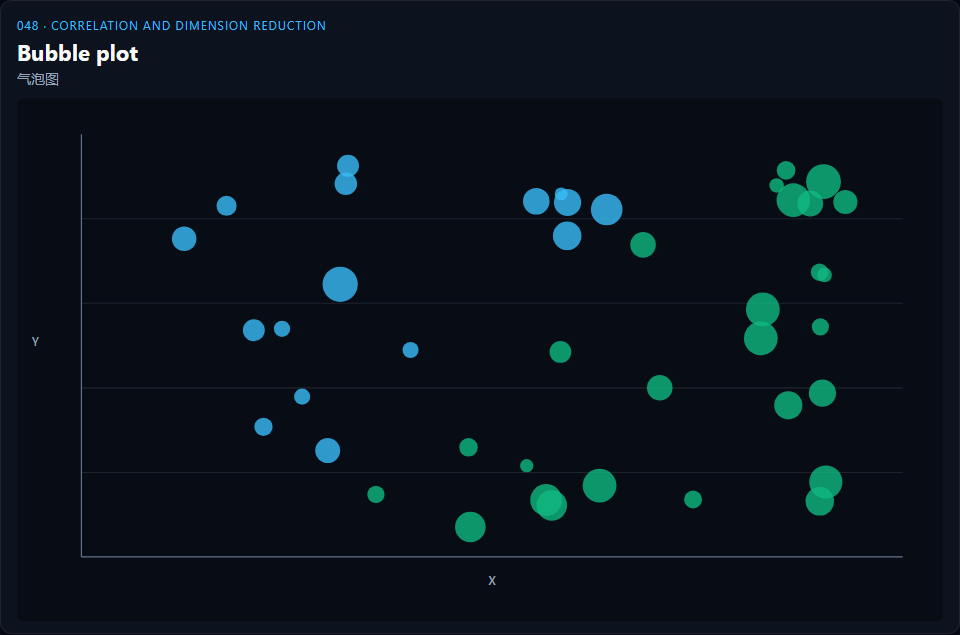 048 · CORRELATION AND DIMENSION REDUCTION
Bubble plot
气泡图
Y
X